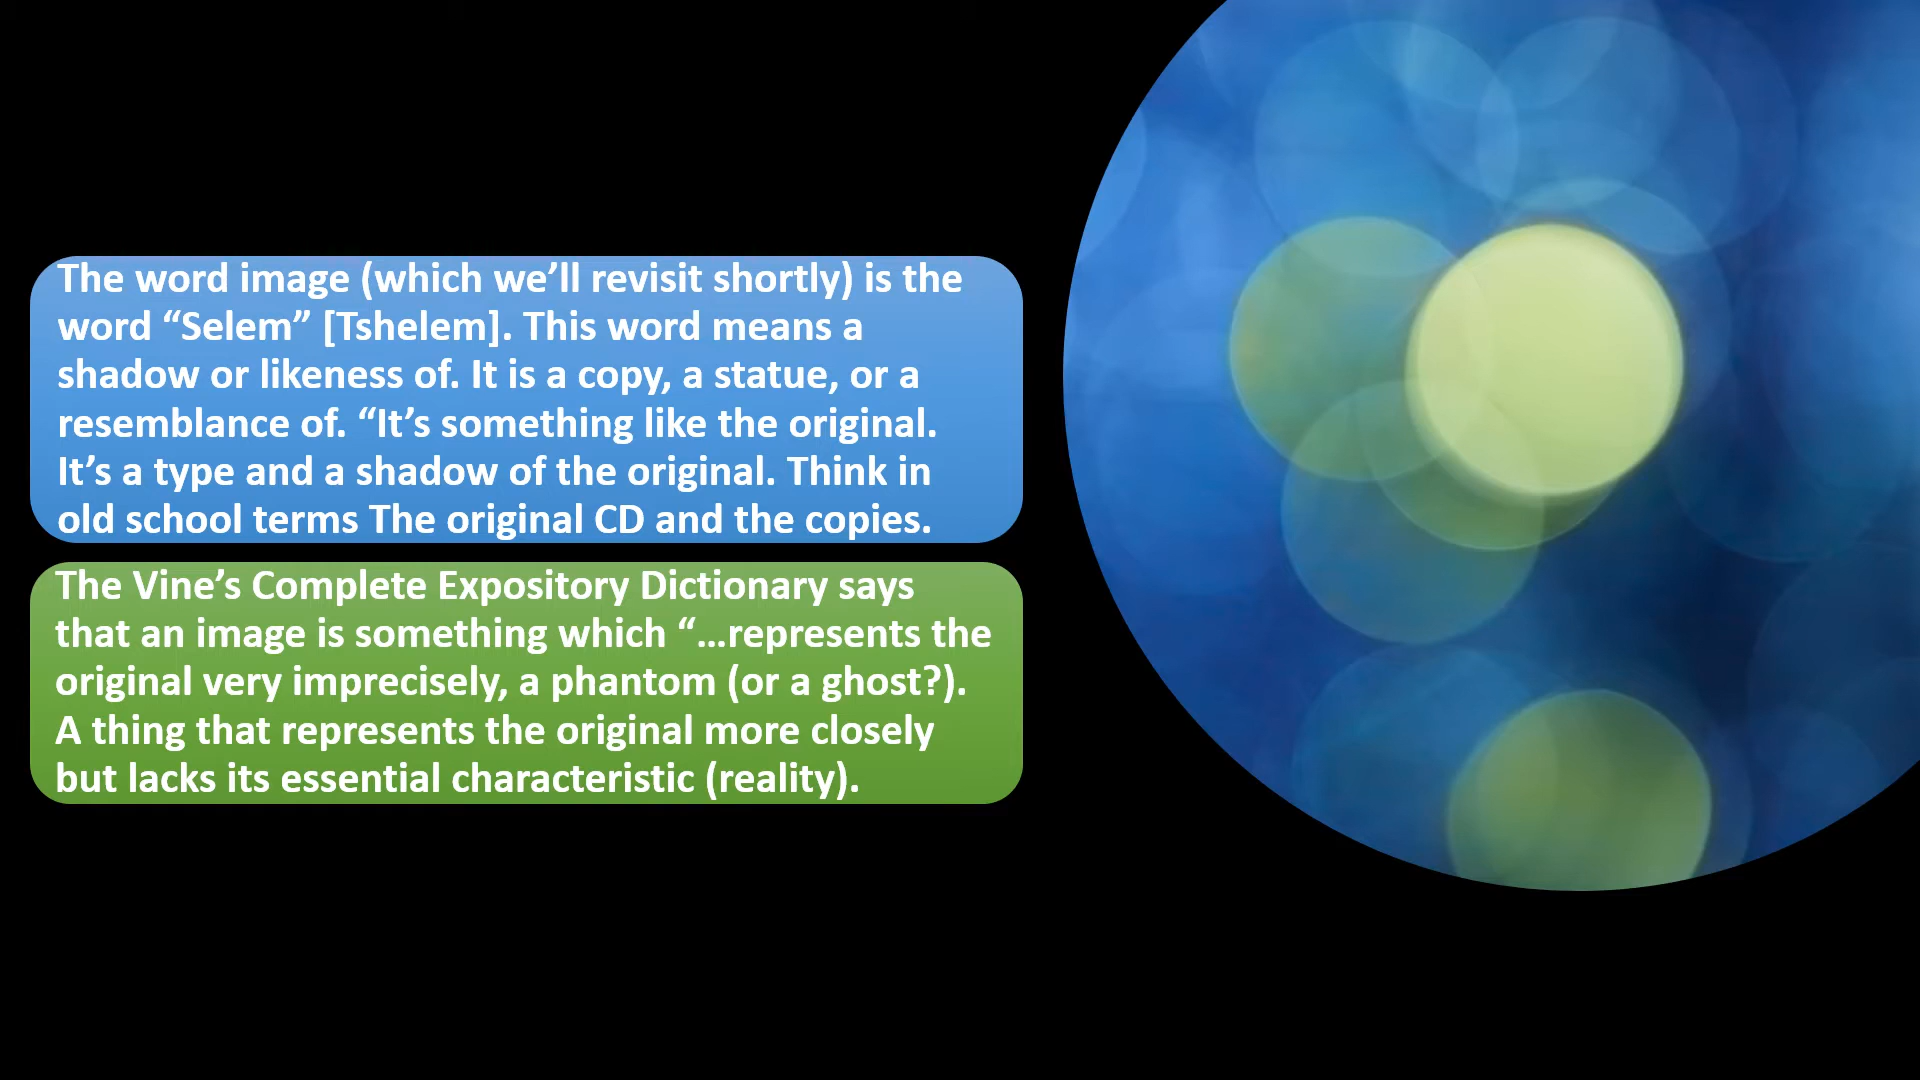 The word image (which we’ll revisit shortly) is the
word “Selem” [Tshelem]. This word means a
shadow or likeness of. It is a copy, a statue, or a
resemblance of. “It’s something like the original.
It’s a type and a shadow of the original. Think in
old school terms The original CD and the copies.
The Vine’s Complete Expository Dictionary says
that an image is something which “…represents the
original very imprecisely, a phantom (or a ghost?).
A thing that represents the original more closely
but lacks its essential characteristic (reality).